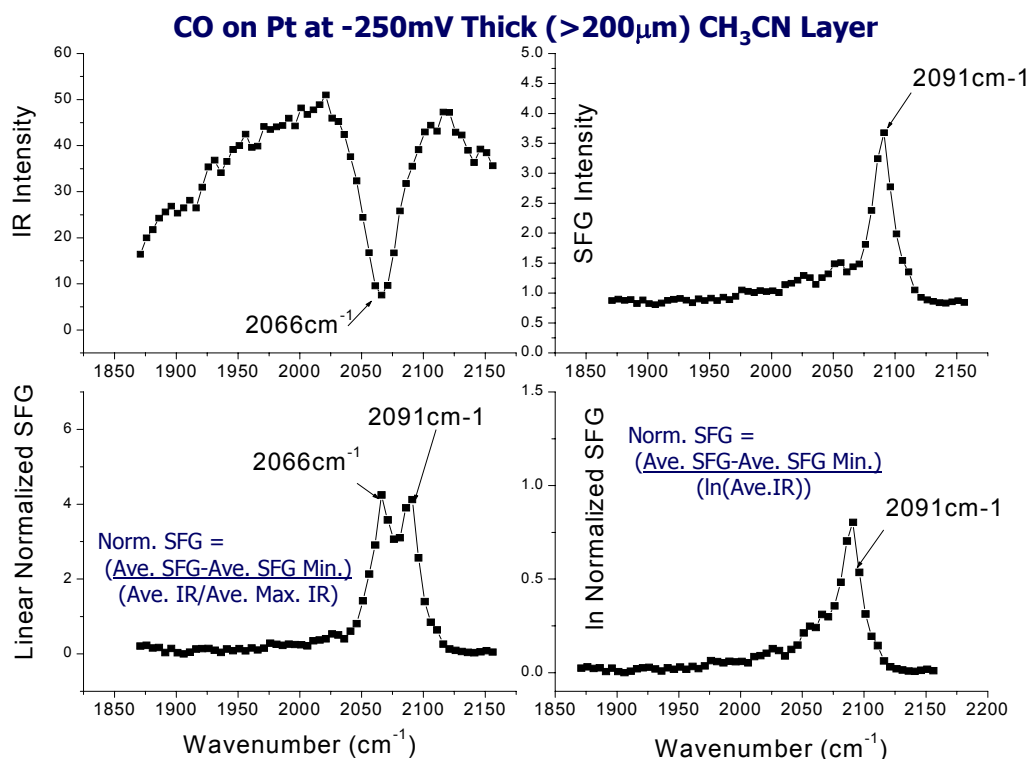 CO on Pt at -250mV Thick (>200μm) CH₃CN Layer
60
50
40
30
20
10
0
IR Intensity
2066cm⁻¹
1850 1900 1950 2000 2050 2100 2150
5.0
4.5
4.0
3.5
3.0
2.5
2.0
1.5
1.0
0.5
0.0
SFG Intensity
2091cm-1
1850 1900 1950 2000 2050 2100 2150
6
4
2
0
Linear Normalized SFG
2091cm-1
2066cm⁻¹
Norm. SFG =
(Ave. SFG-Ave. SFG Min.)
(Ave. IR/Ave. Max. IR)
1850 1900 1950 2000 2050 2100 2150
Wavenumber (cm⁻¹)
1.5
1.0
0.5
0.0
ln Normalized SFG
Norm. SFG =
(Ave. SFG-Ave. SFG Min.)
(ln(Ave.IR))
2091cm-1
1850 1900 1950 2000 2050 2100 2150 2200
Wavenumber (cm⁻¹)